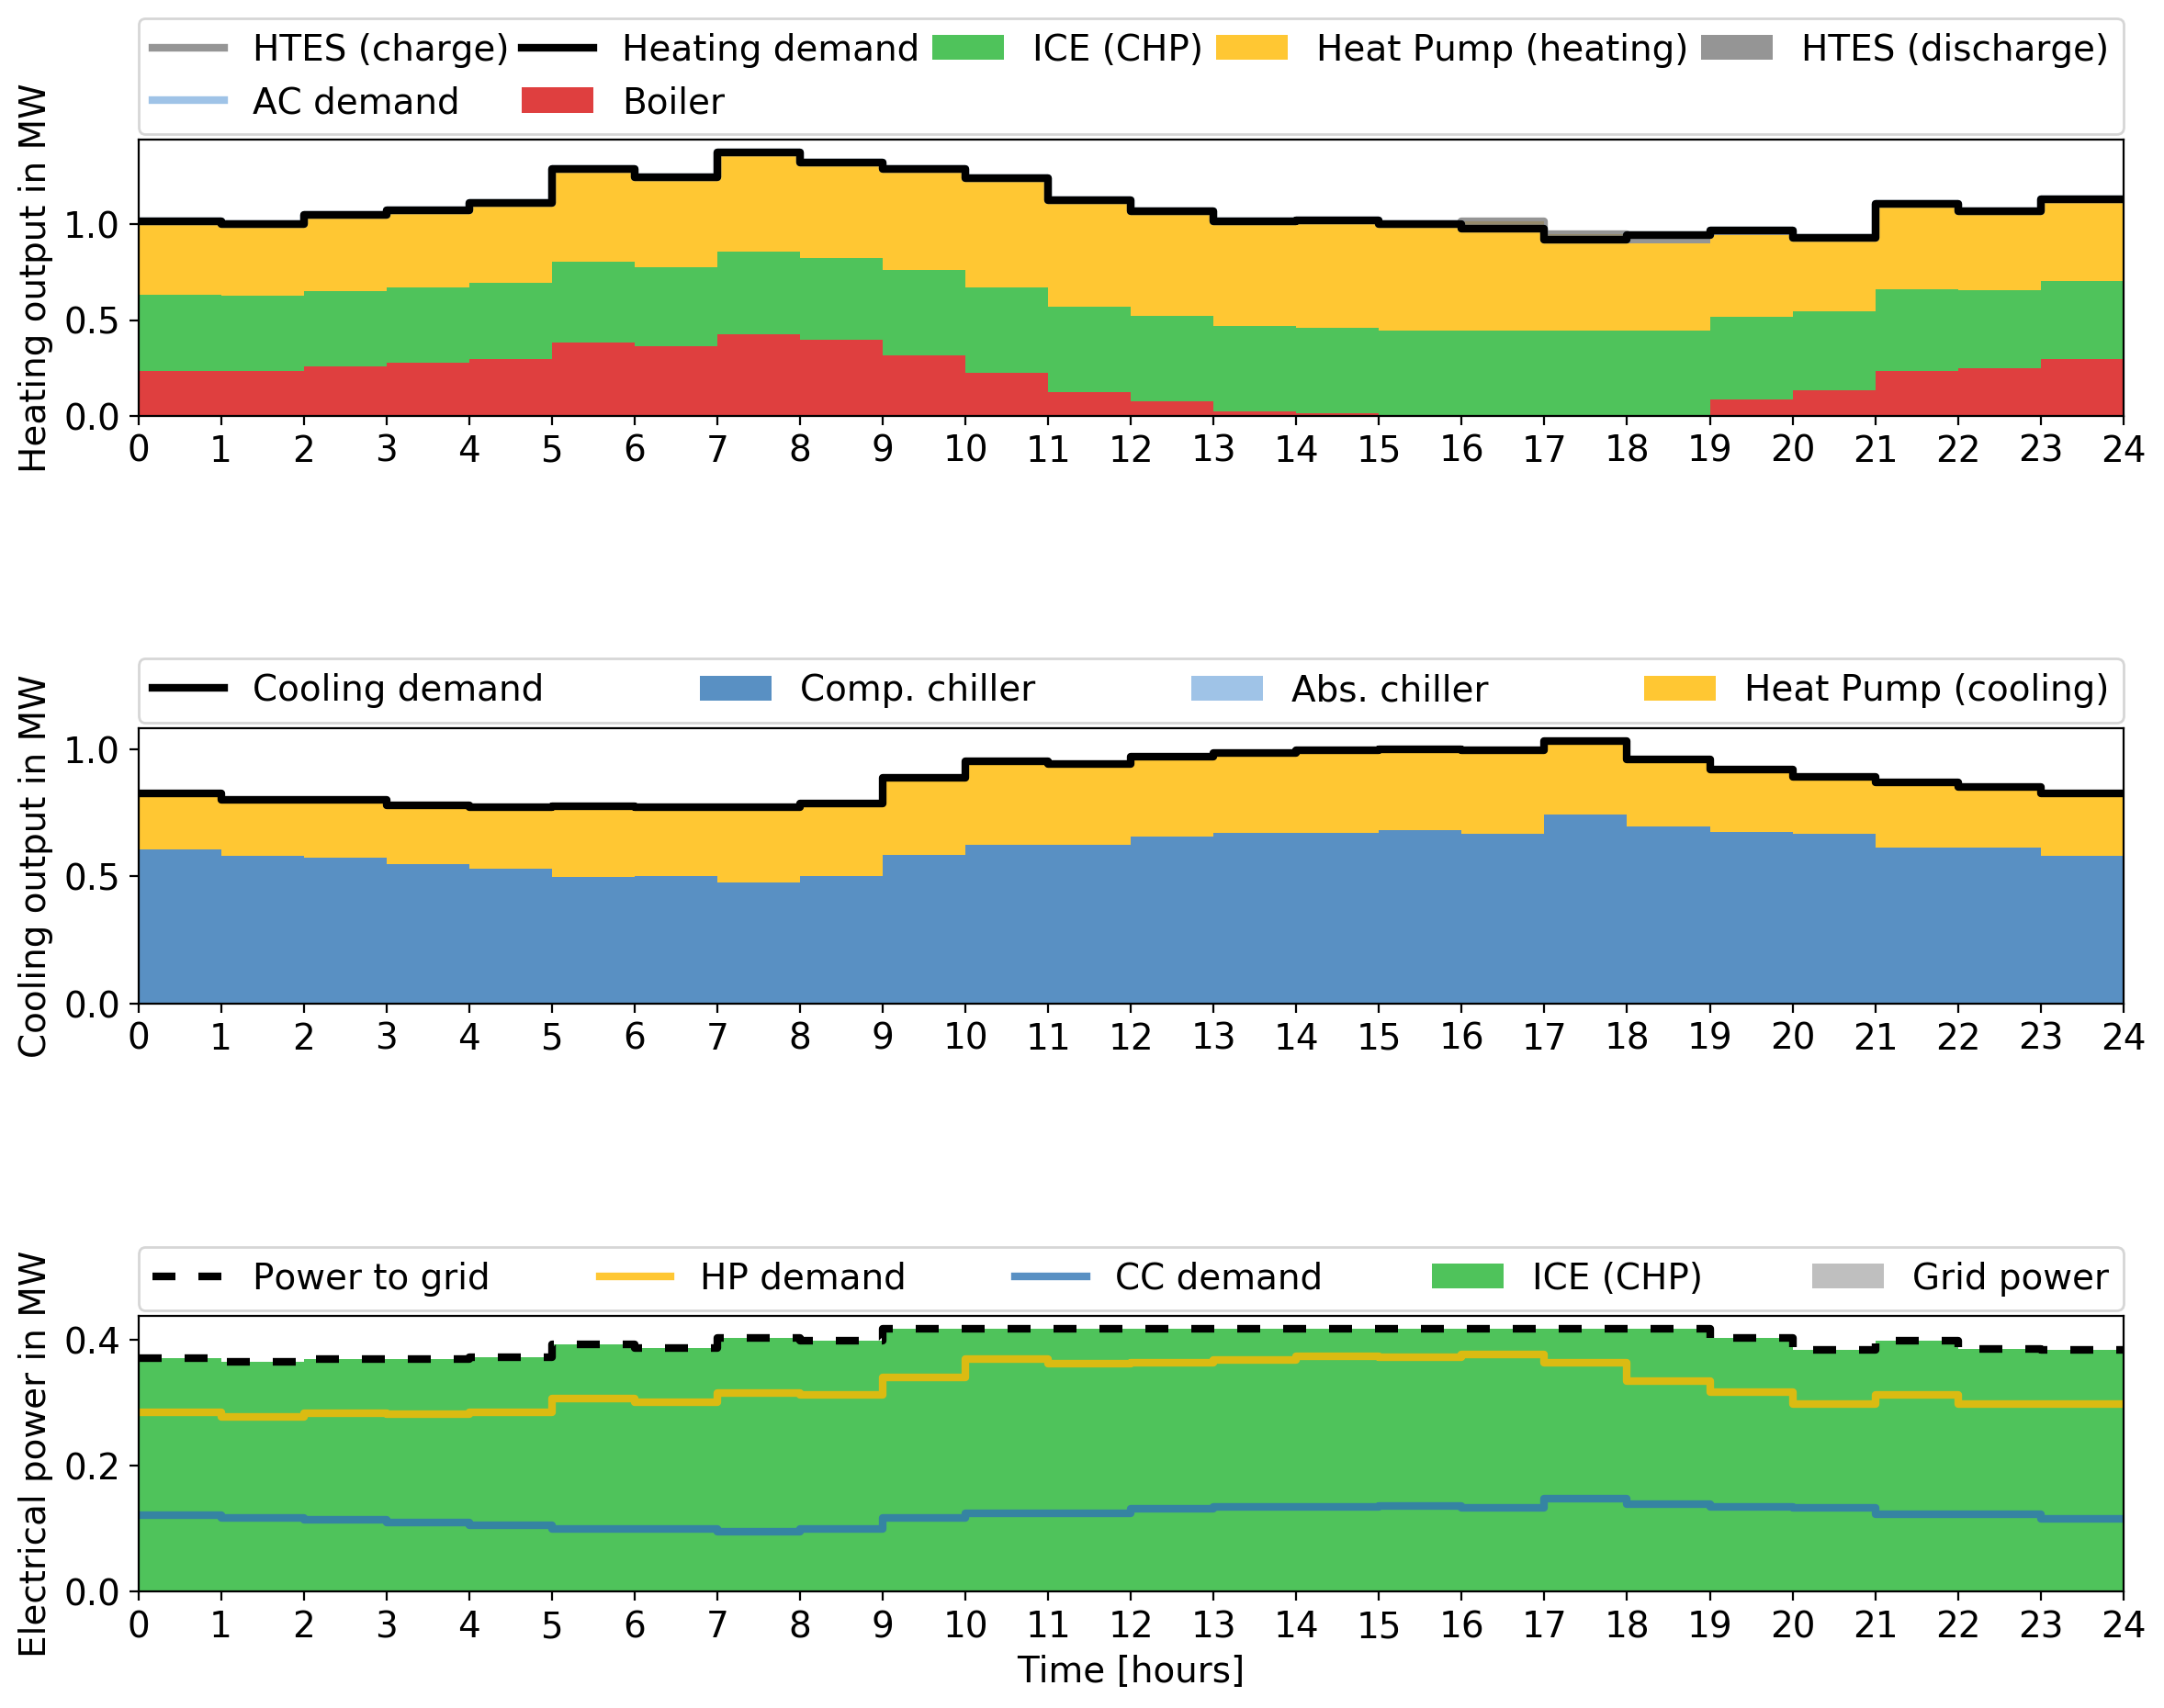 HTES (charge) Heating demand ICE (CHP) Heat Pump (heating) HTES (discharge)
AC demand Boiler
Heating output in MW
1.0
0.5
0.0
0 1 2 3 4 5 6 7 8 9 10 11 12 13 14 15 16 17 18 19 20 21 22 23 24
Cooling demand Comp. chiller Abs. chiller Heat Pump (cooling)
Cooling output in MW
1.0
0.5
0.0
0 1 2 3 4 5 6 7 8 9 10 11 12 13 14 15 16 17 18 19 20 21 22 23 24
Power to grid HP demand CC demand ICE (CHP) Grid power
Electrical power in MW
0.4
0.2
0.0
0 1 2 3 4 5 6 7 8 9 10 11 12 13 14 15 16 17 18 19 20 21 22 23 24
Time [hours]